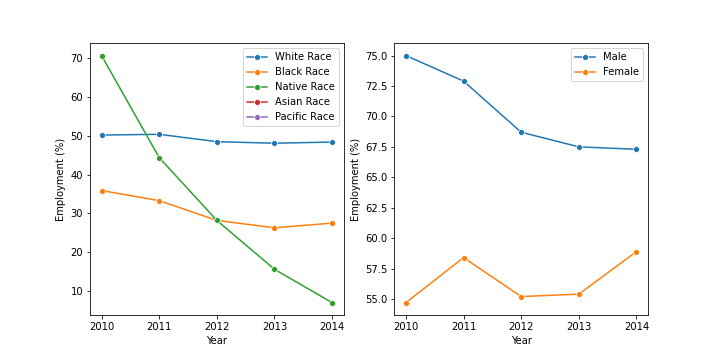 70
60
50
40
30
20
10
Employment (%)
2010 2011 2012 2013 2014
Year
White Race
Black Race
Native Race
Asian Race
Pacific Race
75.0
72.5
70.0
67.5
65.0
62.5
60.0
57.5
55.0
Employment (%)
2010 2011 2012 2013 2014
Year
Male
Female